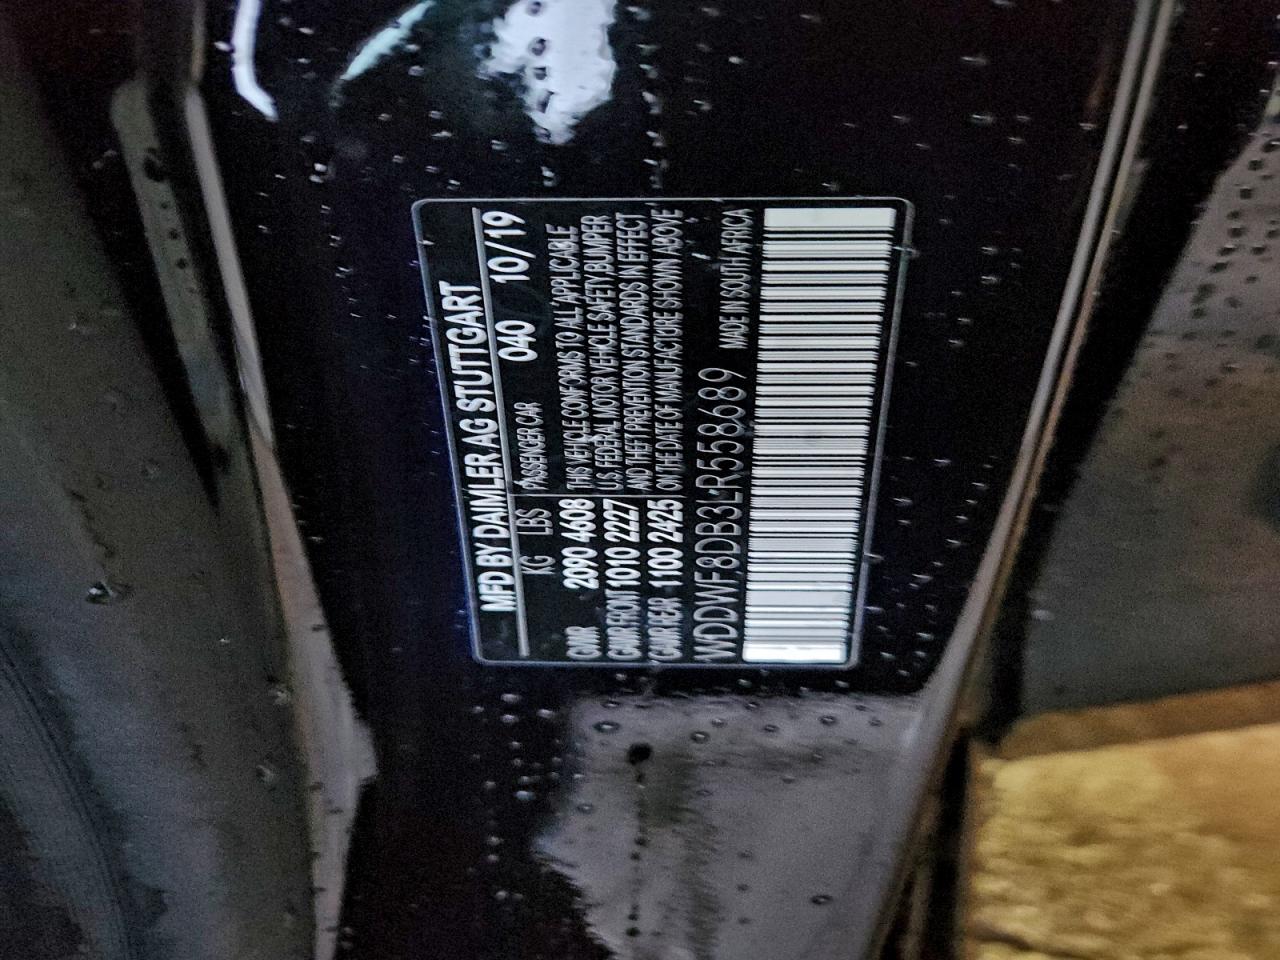 MFD BY DAIMLER AG STUTTGART
KG LBS PASSENGER CAR 040 10/19
GWR 2090 4608 THIS VEHICLE CONFORMS TO ALL APPLICABLE
GAWR FRONT 1010 2227 U.S. FEDERAL MOTOR VEHICLE SAFETY, BUMPER
GAWR REAR 1100 2425 AND THEFT PREVENTION STANDARDS IN EFFECT
ON THE DATE OF MANUFACTURE SHOWN ABOVE
WDDWF8DB3LR558689 MADE IN SOUTH AFRICA